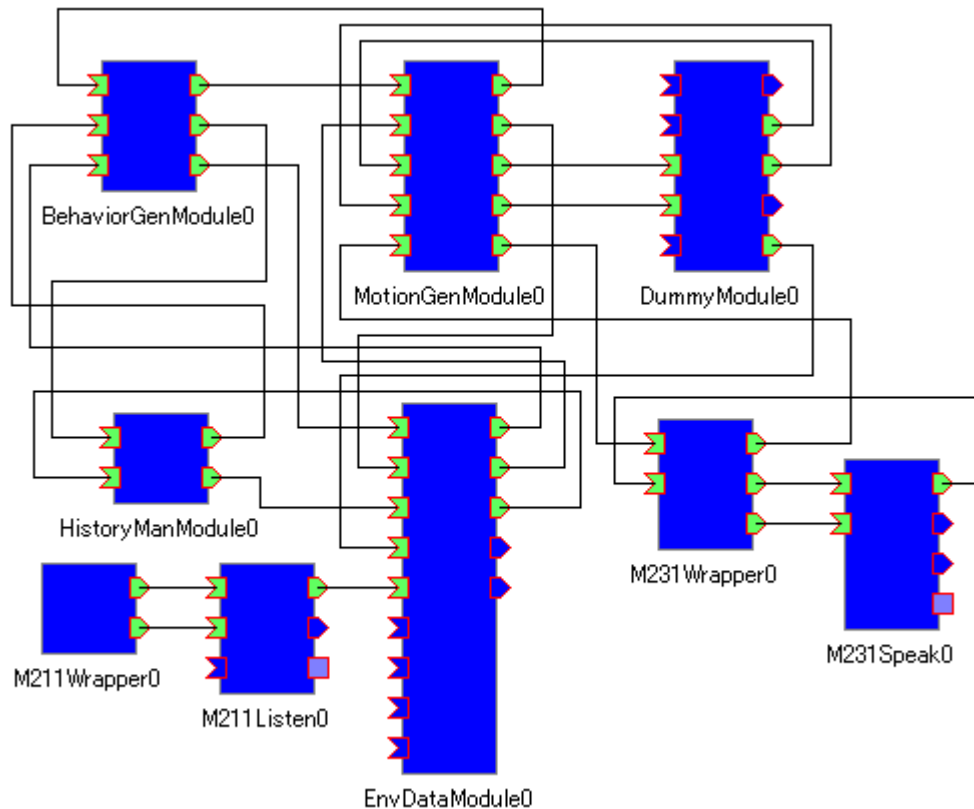 BehaviorGenModule0
MotionGenModule0
DummyModule0
HistoryManModule0
M231Wrapper0
M231Speak0
M211Wrapper0
M211Listen0
EnvDataModule0